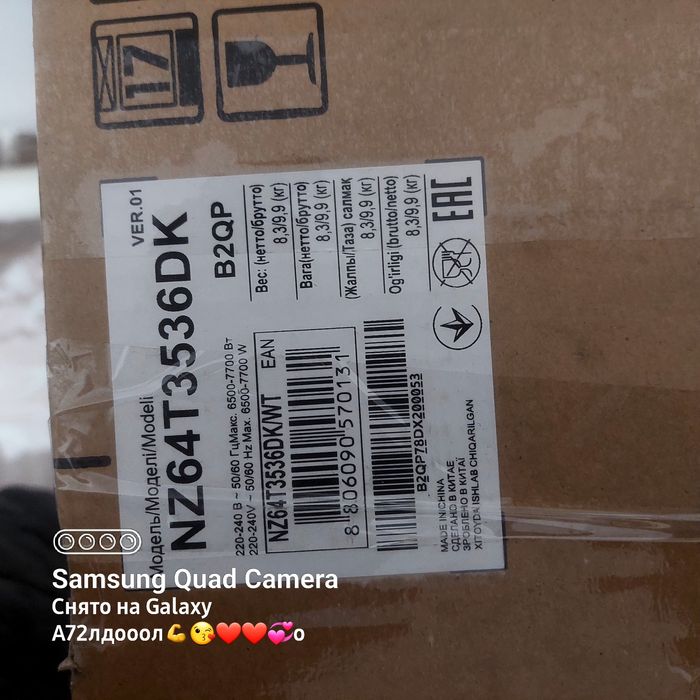 17
VER.01
Модель/Моделі/Modeli
NZ64T3536DK
B2QP
220-240 В ~ 50/60 ГцМакс. 6500-7700 Вт
220-240V ~ 50/60 Hz Max. 6500-7700 W
NZ64T3536DK/WT
EAN
8 806090 570131
B2QP78DX200053
Вес: (нетто/брутто)
8,3/9,9 (кг)
Вага(нетто/брутто)
8,3/9,9 (кг)
(Жалпы/Таза) салмак
8,3/9,9 (кг)
Og'irligi(brutto/netto)
8,3/9,9 (кг)
EAC
MADE IN CHINA
СДЕЛАНО В КИТАЕ
ЗРОБЛЕНО В КИТАЇ
XITOYDA ISHLAB CHIQARILGAN
Samsung Quad Camera
Снято на Galaxy
A72лдооол💪😘❤️❤️💞о